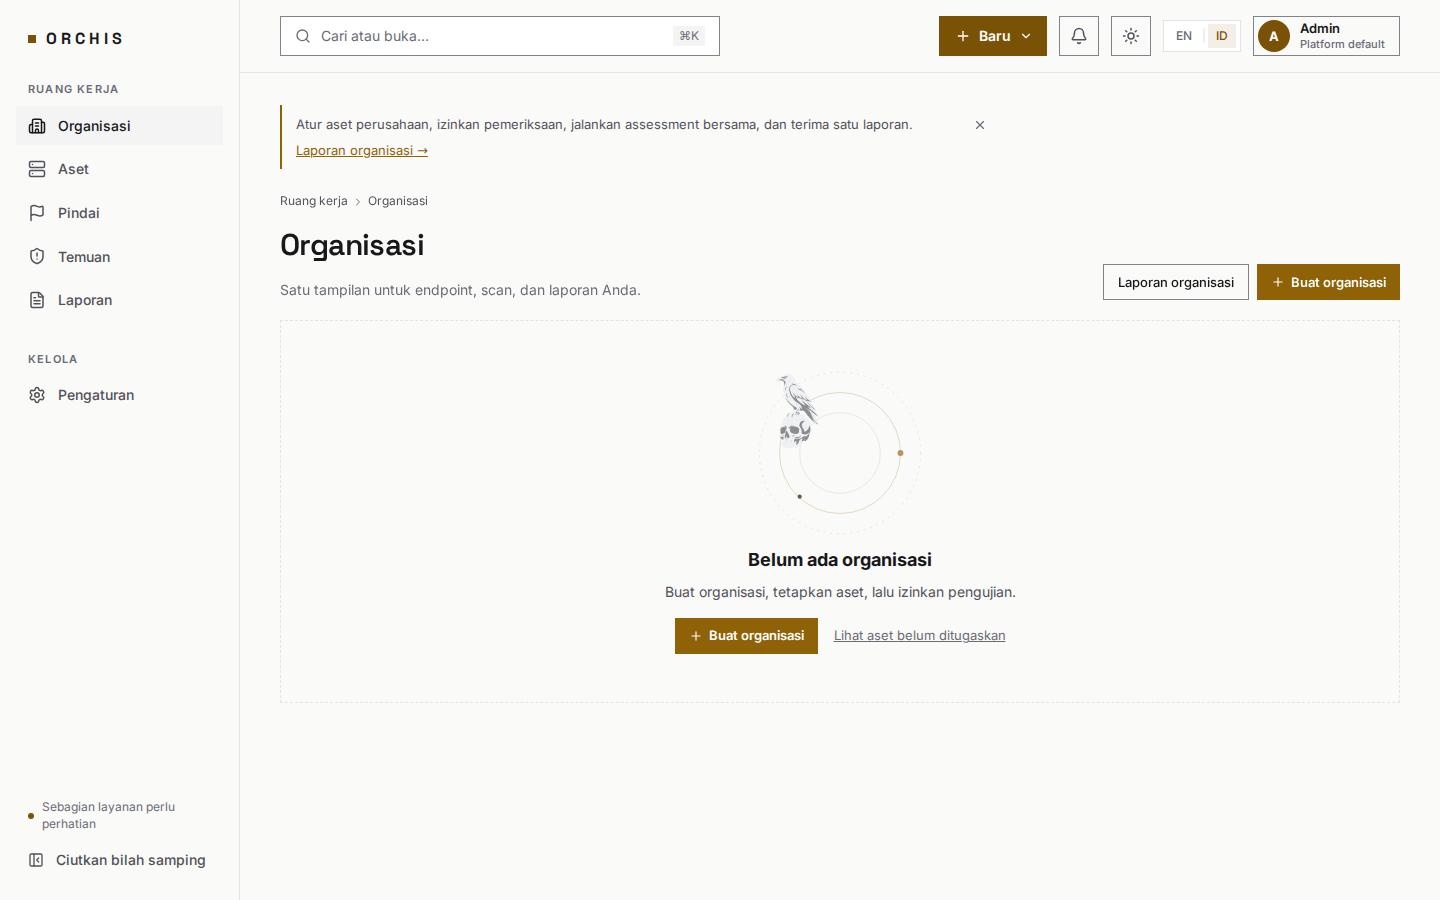 ORCHIS
RUANG KERJA
Organisasi
Aset
Pindai
Temuan
Laporan
KELOLA
Pengaturan
Sebagian layanan perlu
perhatian
Ciutkan bilah samping
Cari atau buka...
⌘K
Baru
EN
ID
A
Admin
Platform default
Atur aset perusahaan, izinkan pemeriksaan, jalankan assessment bersama, dan terima satu laporan.
Laporan organisasi →
Ruang kerja > Organisasi
Organisasi
Satu tampilan untuk endpoint, scan, dan laporan Anda.
Laporan organisasi
Buat organisasi
Belum ada organisasi
Buat organisasi, tetapkan aset, lalu izinkan pengujian.
Buat organisasi
Lihat aset belum ditugaskan